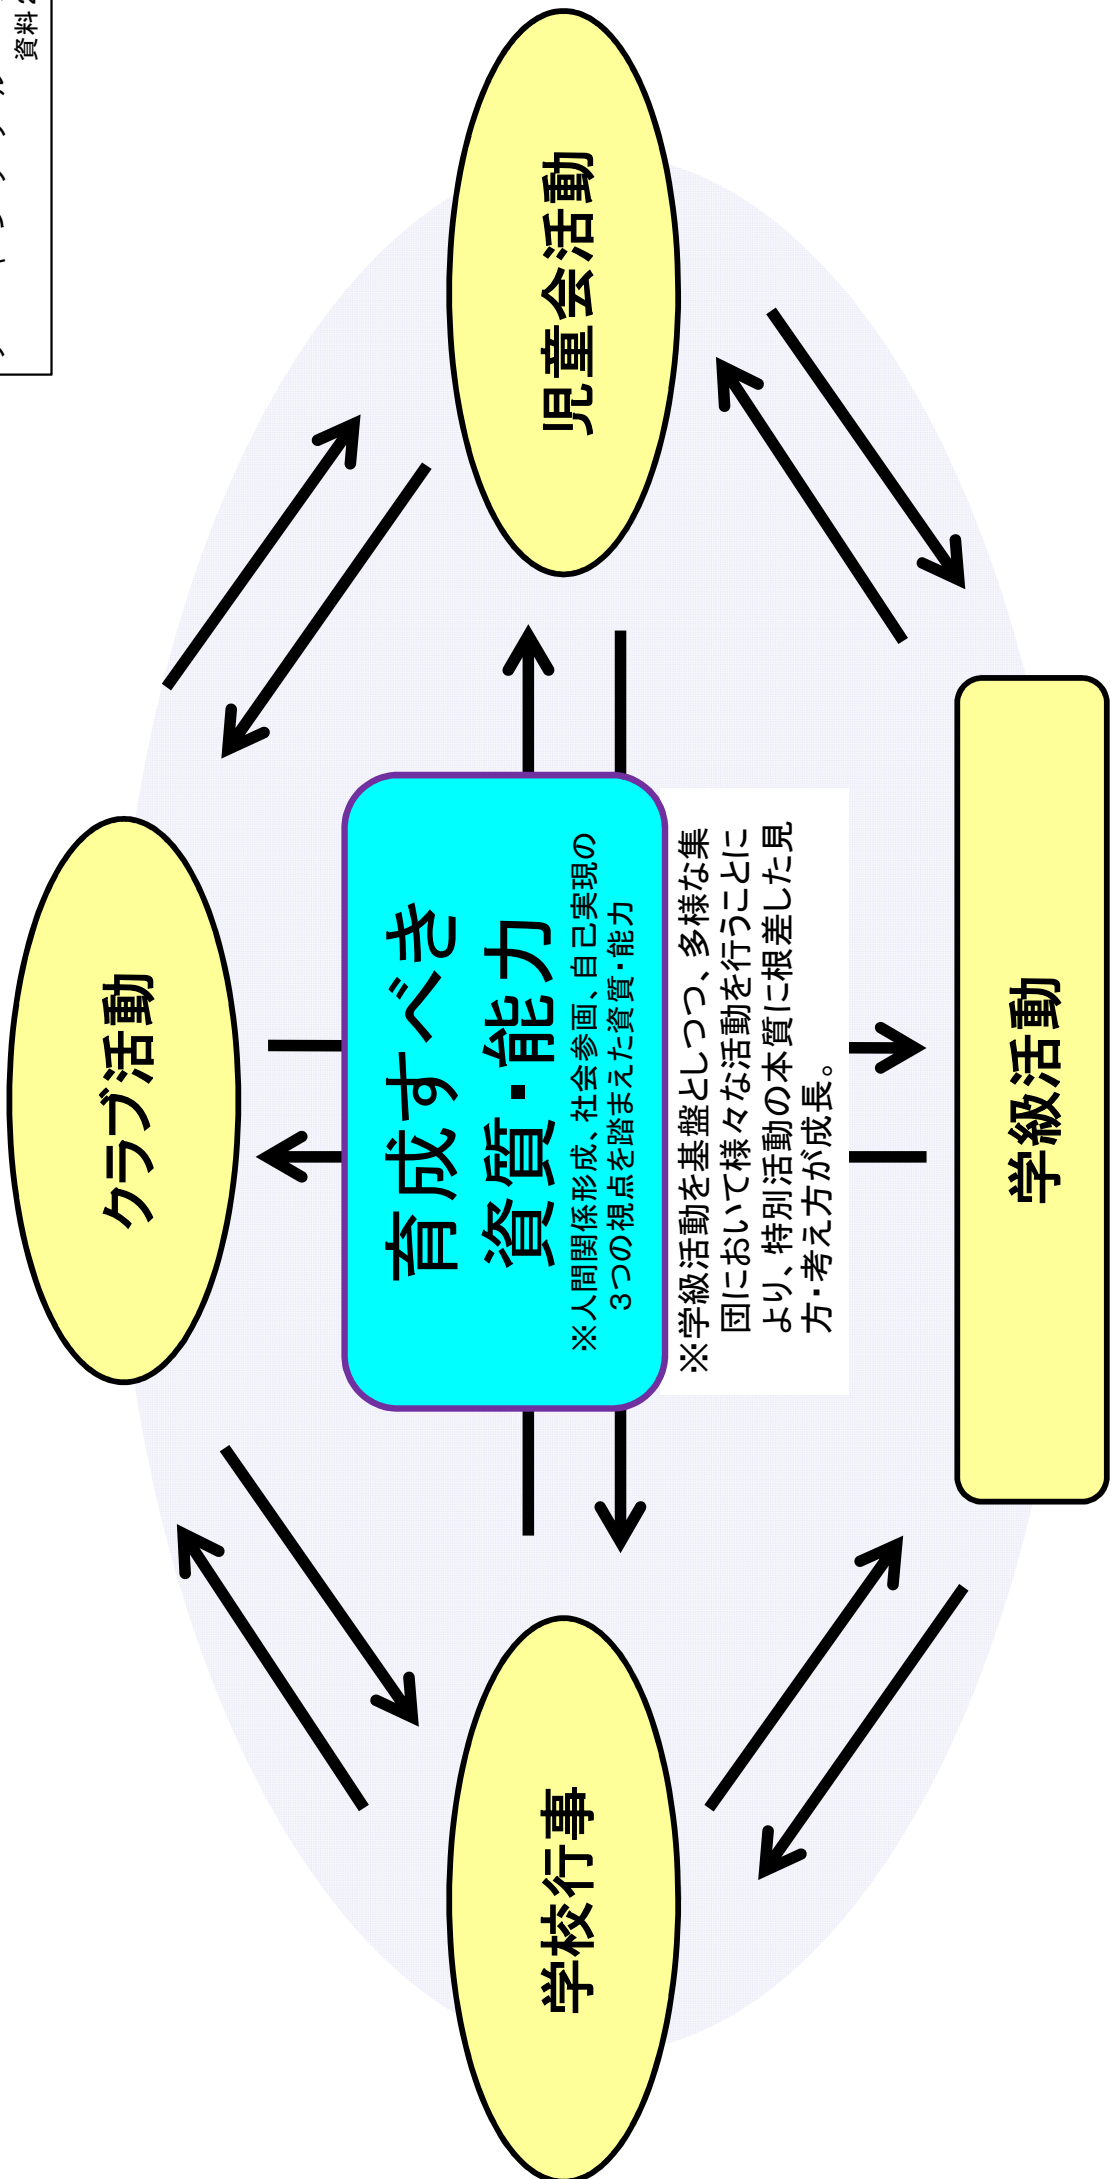 資料２
クラブ活動
学校行事
児童会活動
育成すべき
資質・能力
※人間関係形成、社会参画、自己実現の
３つの視点を踏まえた資質・能力
※学級活動を基盤としつつ、多様な集
団において様々な活動を行うことに
より、特別活動の本質に根差した見
方・考え方が成長。
学級活動